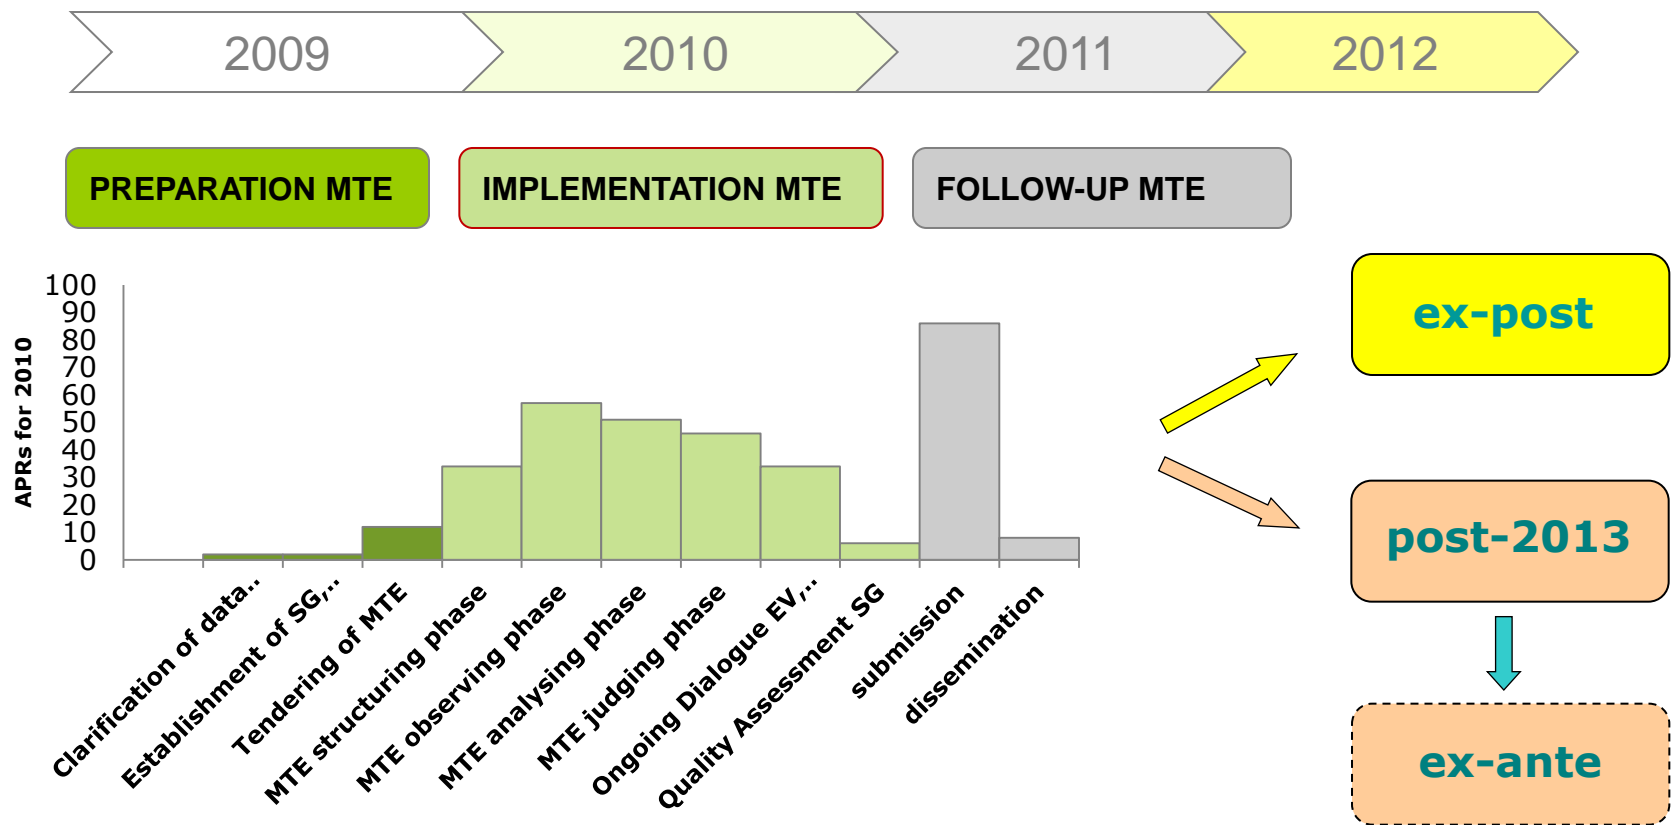 2009
2010
2011
2012
PREPARATION MTE
IMPLEMENTATION MTE
FOLLOW-UP MTE
APRs for 2010
100
90
80
70
60
50
40
30
20
10
0
Clarification of data..
Establishment of SG,..
Tendering of MTE
MTE structuring phase
MTE observing phase
MTE analysing phase
MTE judging phase
Ongoing Dialogue EV,..
Quality Assessment SG
submission
dissemination
ex-post
post-2013
ex-ante